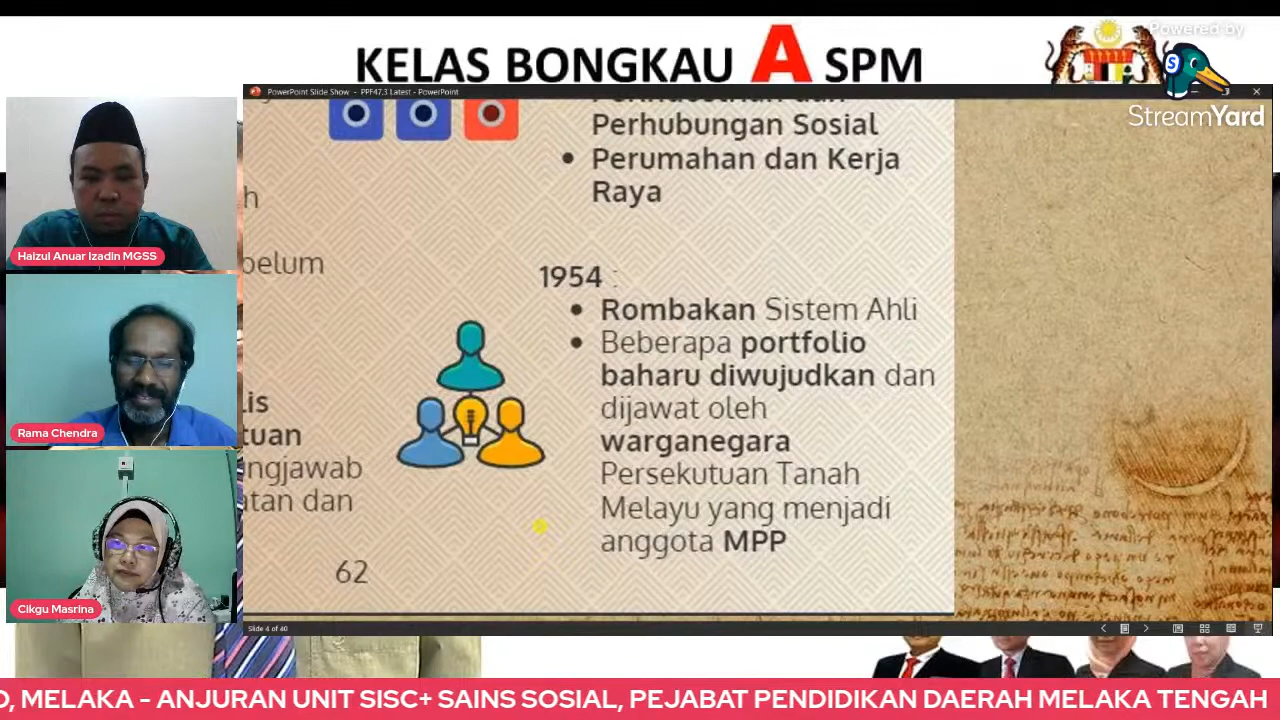 KELAS BONGKAU A SPM
Powered by
StreamYard
PowerPoint Slide Show - PPF47.3 Latest - PowerPoint
Perhubungan Sosial
• Perumahan dan Kerja
Raya
belum
1954 :
• Rombakan Sistem Ahli
• Beberapa portfolio
baharu diwujudkan dan
dijawat oleh
warganegara
Persekutuan Tanah
Melayu yang menjadi
anggota MPP
lis
tuan
ngjawab
atan dan
62
Slide 4 of 40
Haizul Anuar Izadin MGSS
Rama Chendra
Cikgu Masrina
O, MELAKA - ANJURAN UNIT SISC+ SAINS SOSIAL, PEJABAT PENDIDIKAN DAERAH MELAKA TENGAH